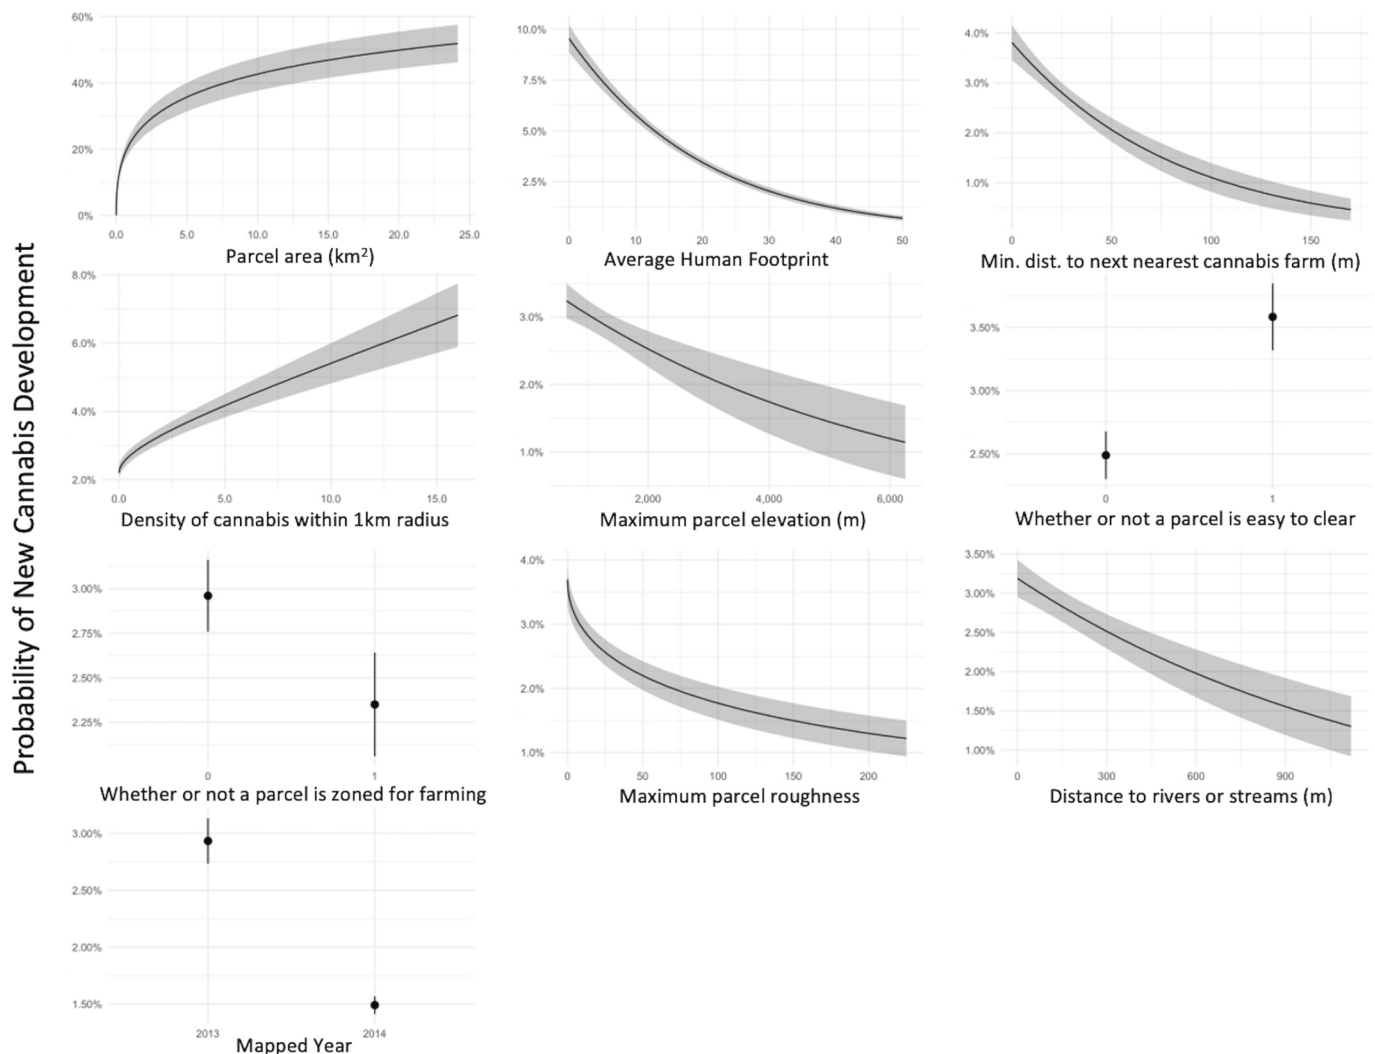 Probability of New Cannabis Development
60%
40%
20%
0%
0.0 5.0 10.0 15.0 20.0 25.0
Parcel area (km²)
10.0%
7.5%
5.0%
2.5%
0 10 20 30 40 50
Average Human Footprint
4.0%
3.0%
2.0%
1.0%
0 50 100 150
Min. dist. to next nearest cannabis farm (m)
8.0%
6.0%
4.0%
2.0%
0.0 5.0 10.0 15.0
Density of cannabis within 1km radius
3.0%
2.0%
1.0%
2,000 4,000 6,000
Maximum parcel elevation (m)
3.50%
3.00%
2.50%
0 1
Whether or not a parcel is easy to clear
3.00%
2.75%
2.50%
2.25%
0 1
Whether or not a parcel is zoned for farming
4.0%
3.0%
2.0%
1.0%
0 50 100 150 200
Maximum parcel roughness
3.50%
3.00%
2.50%
2.00%
1.50%
1.00%
0 300 600 900
Distance to rivers or streams (m)
3.00%
2.50%
2.00%
1.50%
2013 2014
Mapped Year